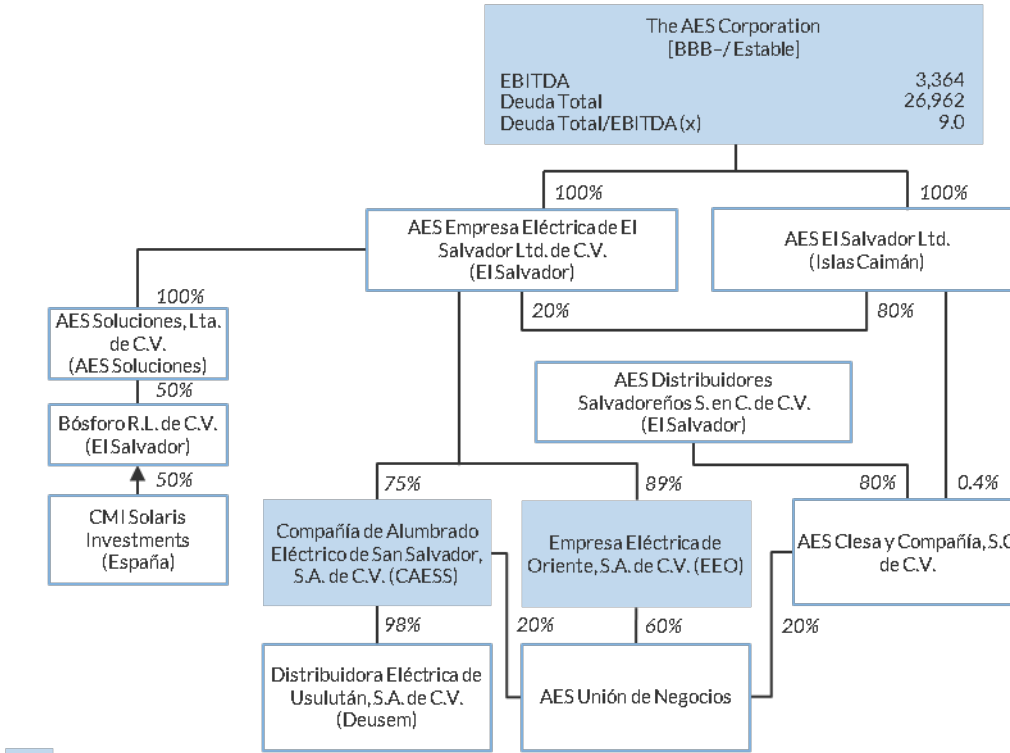 The AES Corporation
[BBB–/ Estable]
EBITDA 3,364
Deuda Total 26,962
Deuda Total/EBITDA (x) 9.0
100%
100%
AES Empresa Eléctrica de El
Salvador Ltd. de C.V.
(El Salvador)
AES El Salvador Ltd.
(Islas Caimán)
100%
20%
80%
AES Soluciones, Lta.
de C.V.
(AES Soluciones)
AES Distribuidores
Salvadoreños S. en C. de C.V.
(El Salvador)
50%
Bósforo R.L. de C.V.
(El Salvador)
50%
75%
89%
80%
0.4%
CMI Solaris
Investments
(España)
Compañía de Alumbrado
Eléctrico de San Salvador,
S.A. de C.V. (CAESS)
Empresa Eléctrica de
Oriente, S.A. de C.V. (EEO)
AES Clesa y Compañía, S.C
de C.V.
98%
20%
60%
20%
Distribuidora Eléctrica de
Usulután, S.A. de C.V.
(Deusem)
AES Unión de Negocios